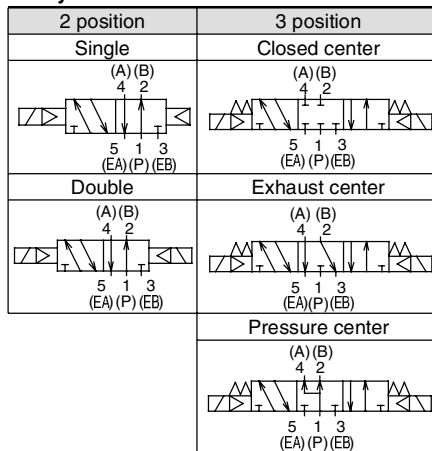 2 position
3 position
Single
Closed center
(A) (B)
4 2
5 1 3
(EA) (P) (EB)
(A) (B)
4 2
5 1 3
(EA) (P) (EB)
Double
Exhaust center
(A) (B)
4 2
5 1 3
(EA) (P) (EB)
(A) (B)
4 2
5 1 3
(EA) (P) (EB)
Pressure center
(A) (B)
4 2
5 1 3
(EA) (P) (EB)